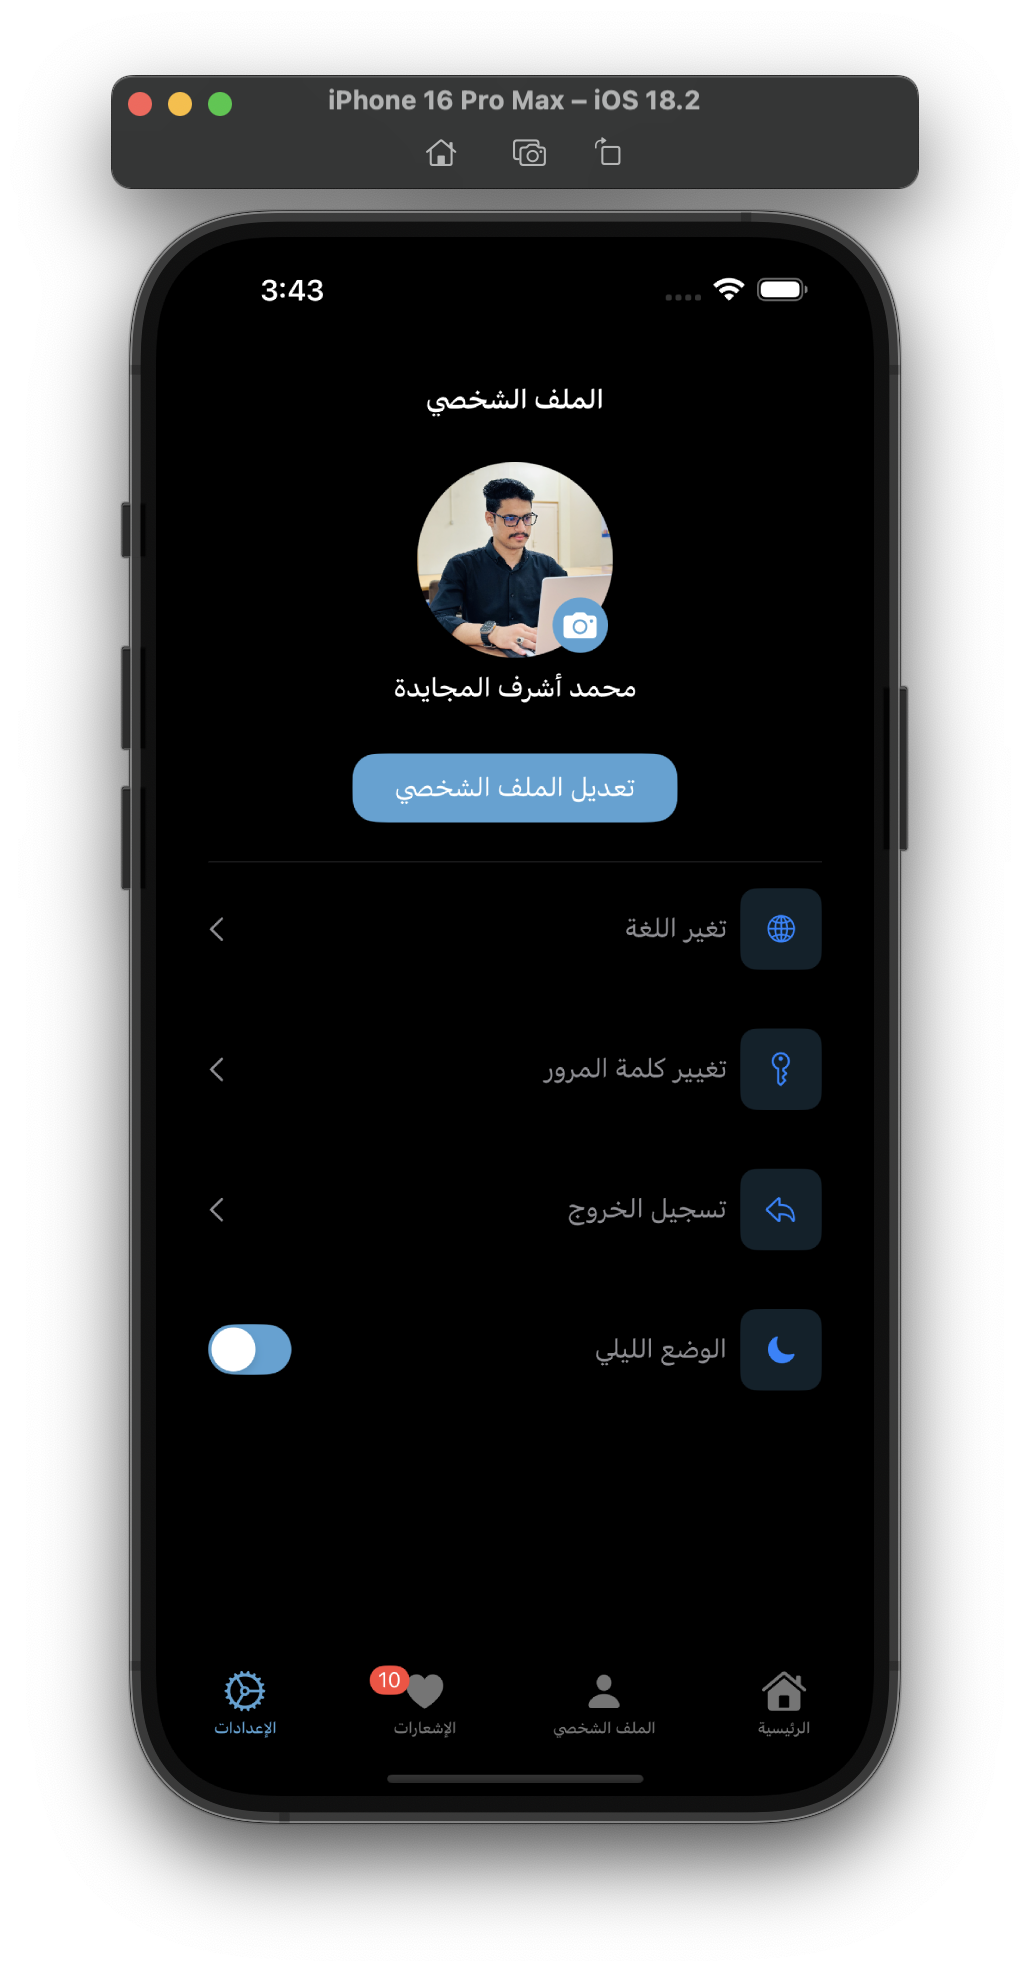 iPhone 16 Pro Max – iOS 18.2
3:43
الملف الشخصي
محمد أشرف المجايدة
تعديل الملف الشخصي
تغير اللغة
تغيير كلمة المرور
تسجيل الخروج
الوضع الليلي
10
الرئيسية
الملف الشخصي
الإشعارات
الإعدادات